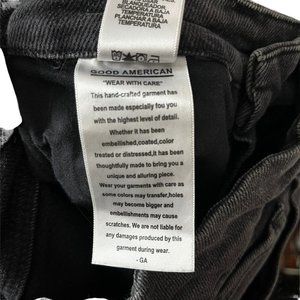 BLANQUEADOR
SECADORA A BAJA
TEMPERATURA
PLANCHAR A BAJA
TEMPERATURA
GOOD AMERICAN
"WEAR WITH CARE"
This hand-crafted garment has
been made especially fou you
with the highest level of detail.
Whether it has been
embellished,coated,color
treated or distressed,it has been
thoughtfully made to bring you a
unique and alluring piece.
Wear your garments with care as
some colors may transfer,holes
may become bigger and
embellishments may cause
scratches. We are not liable for
any damages produced by this
garment during wear.
- GA